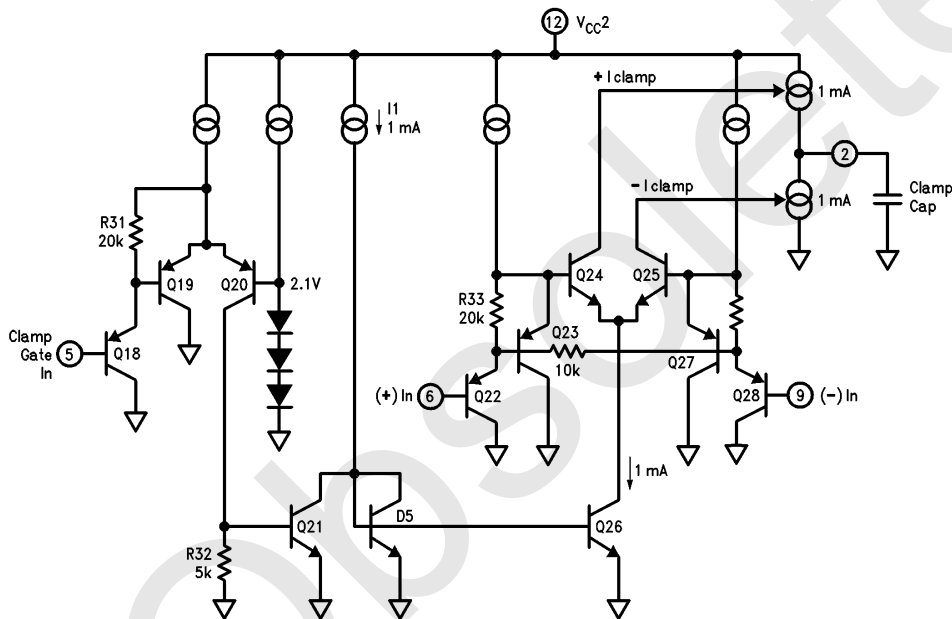 12 VCC2
+ I clamp
I1
1 mA
1 mA
2
− I clamp
Clamp
Cap
1 mA
R31
20k
Q19
Q20
2.1V
Q24
Q25
R33
20k
Q23
10k
Q27
Clamp
Gate
In
5
Q18
(+) In 6
Q22
Q28
9 (−) In
1 mA
Q21
D5
Q26
R32
5k
Obsolete